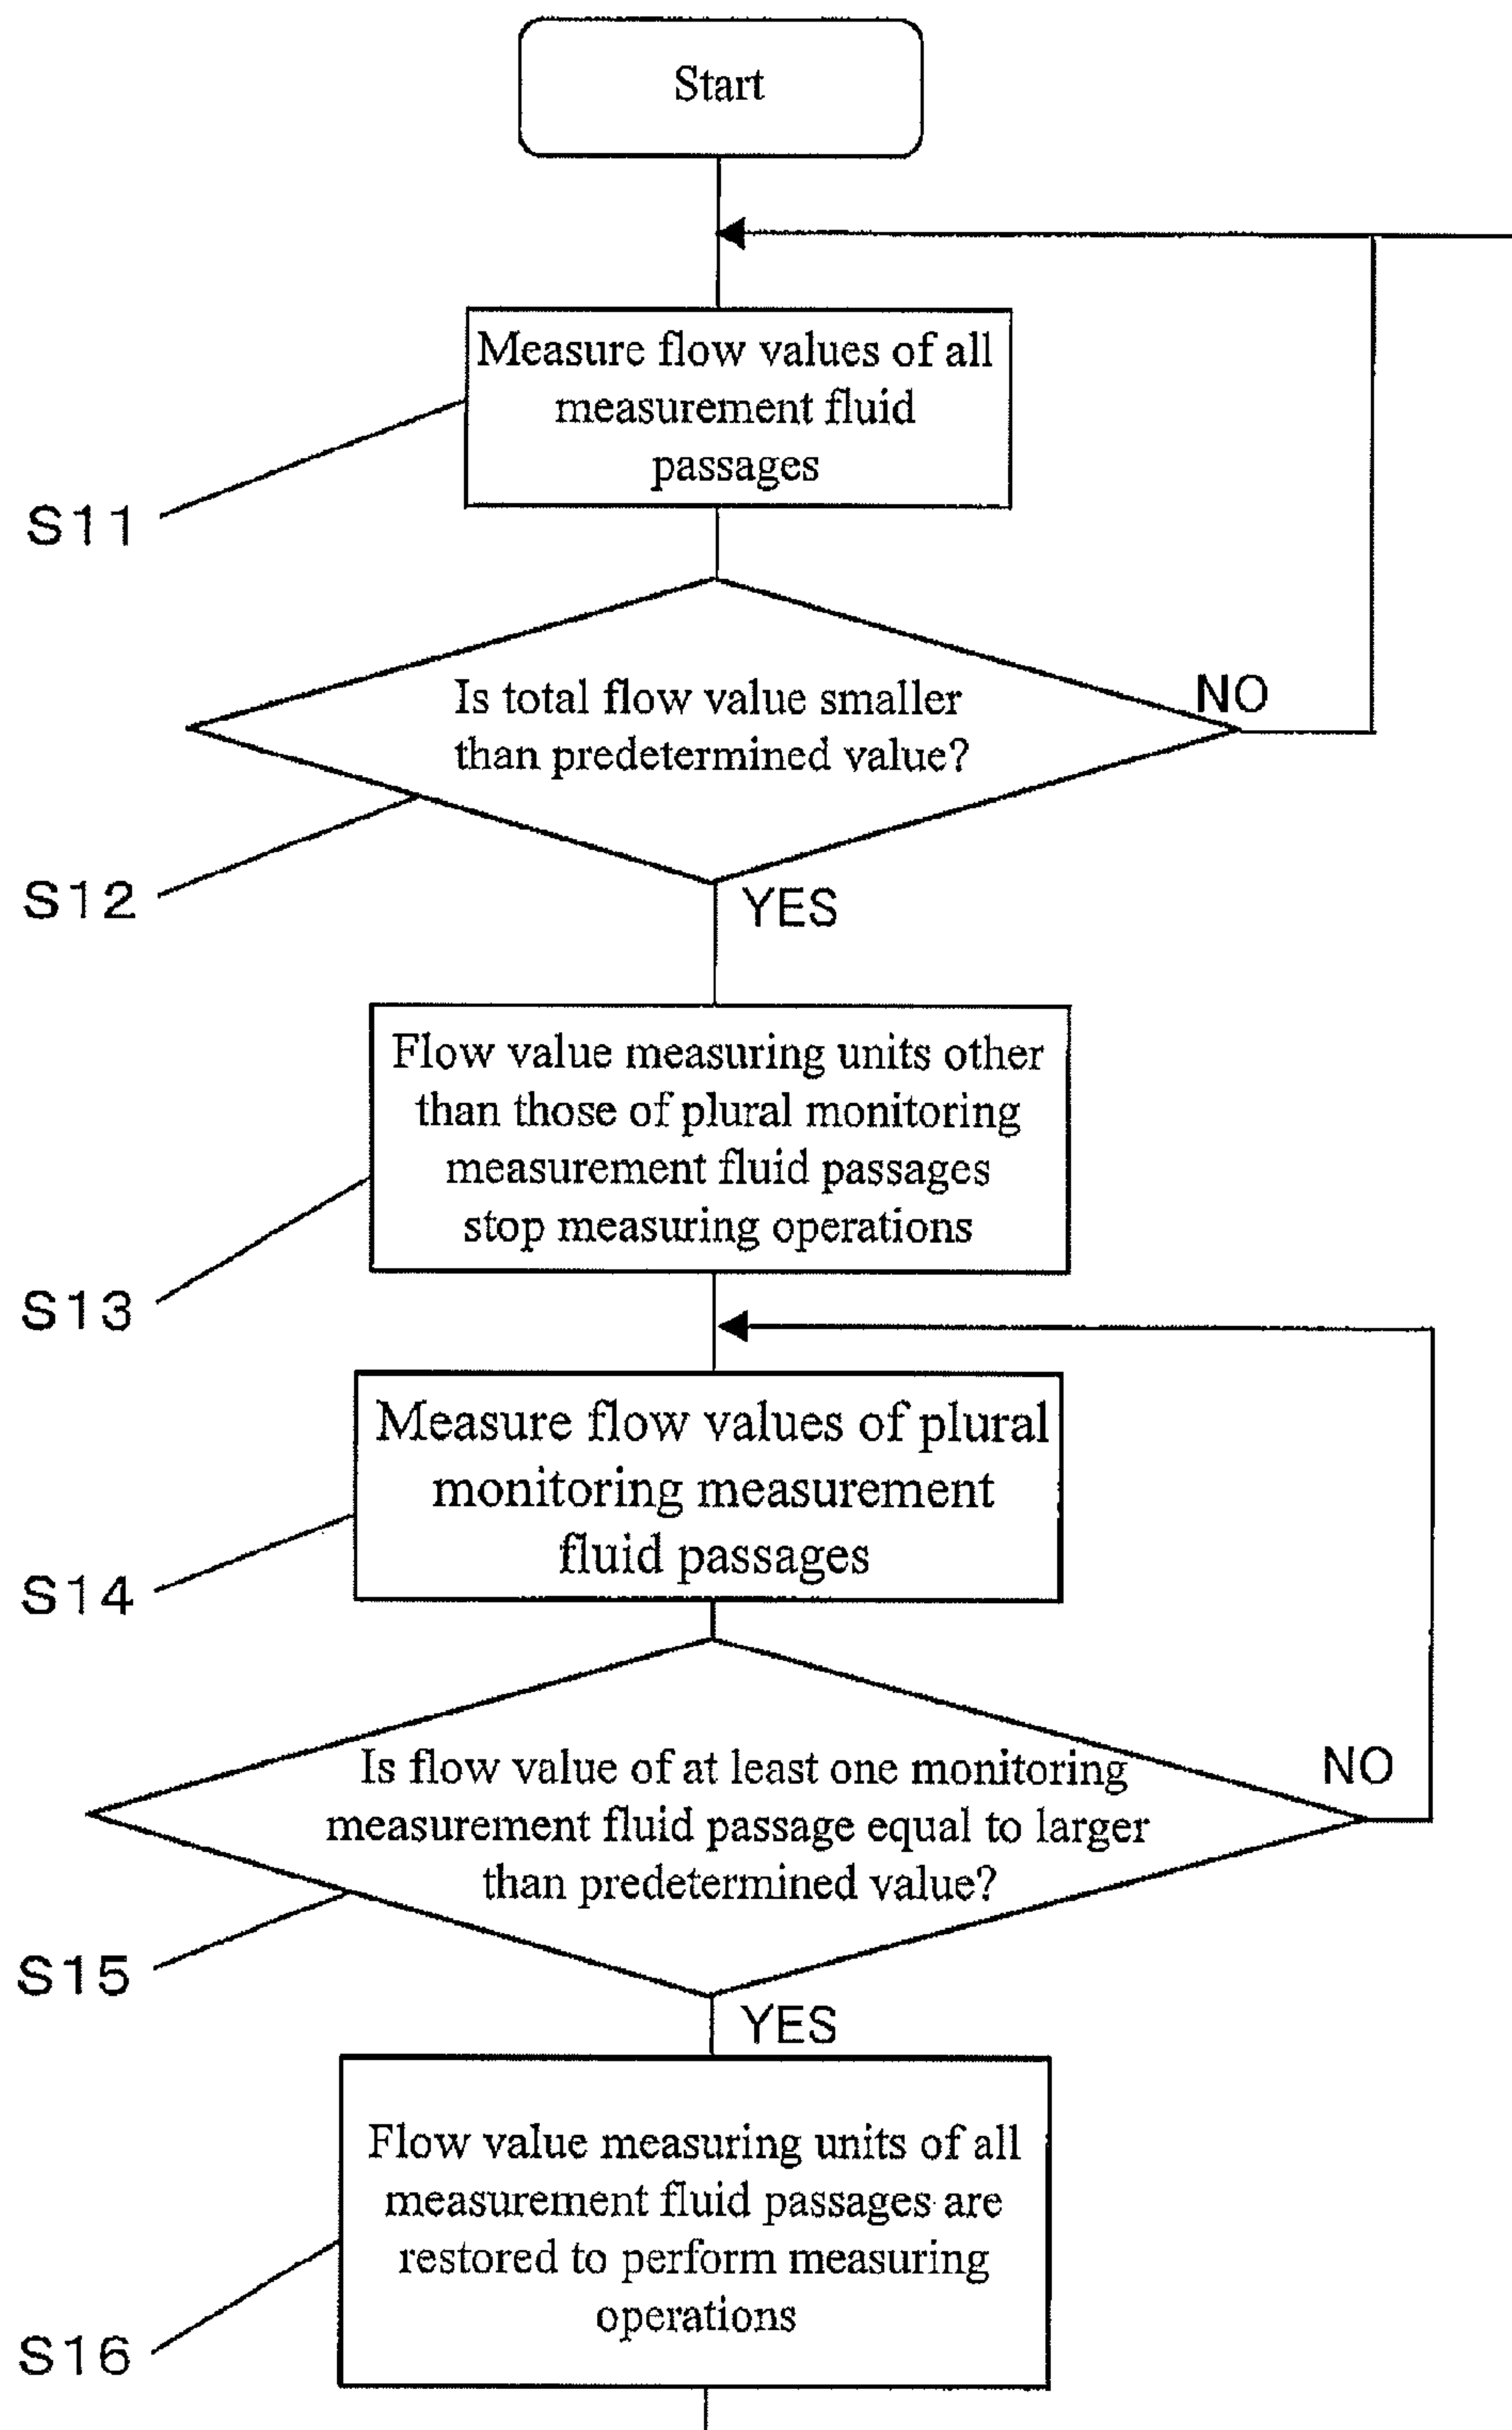 Start
Measure flow values of all
measurement fluid
passages
S11
Is total flow value smaller
than predetermined value?
NO
S12
YES
Flow value measuring units other
than those of plural monitoring
measurement fluid passages
stop measuring operations
S13
Measure flow values of plural
monitoring measurement
fluid passages
S14
Is flow value of at least one monitoring
measurement fluid passage equal to larger
than predetermined value?
NO
S15
YES
Flow value measuring units of all
measurement fluid passages are
restored to perform measuring
operations
S16